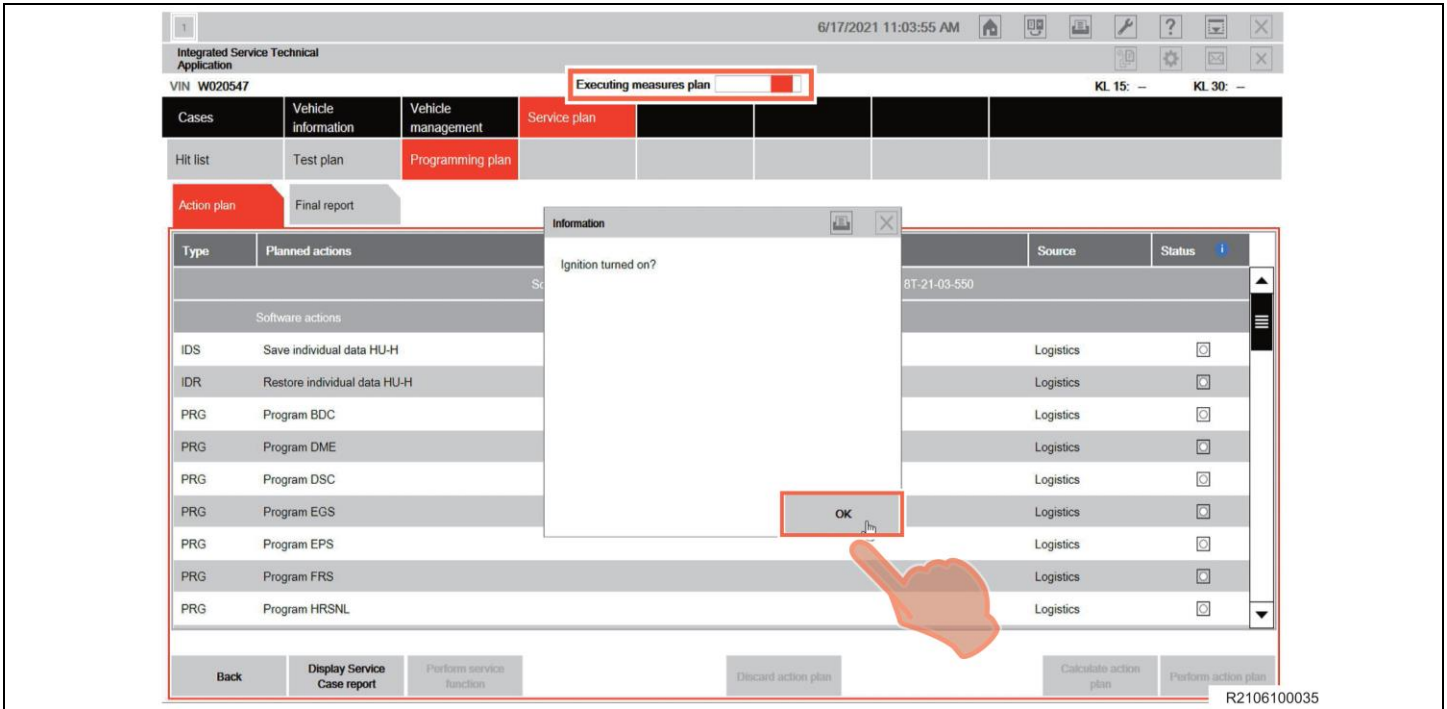 1
6/17/2021 11:03:55 AM
?
Integrated Service Technical
Application
VIN W020547
Executing measures plan
KL 15: –
KL 30: –
Cases
Vehicle
information
Vehicle
management
Service plan
Hit list
Test plan
Programming plan
Action plan
Final report
Information
Ignition turned on?
OK
Type
Planned actions
Source
Status i
8T-21-03-550
Software actions
IDS
Save individual data HU-H
Logistics
IDR
Restore individual data HU-H
Logistics
PRG
Program BDC
Logistics
PRG
Program DME
Logistics
PRG
Program DSC
Logistics
PRG
Program EGS
Logistics
PRG
Program EPS
Logistics
PRG
Program FRS
Logistics
PRG
Program HRSNL
Logistics
Back
Display Service
Case report
Perform service
function
Discard action plan
Calculate action
plan
Perform action plan
R2106100035